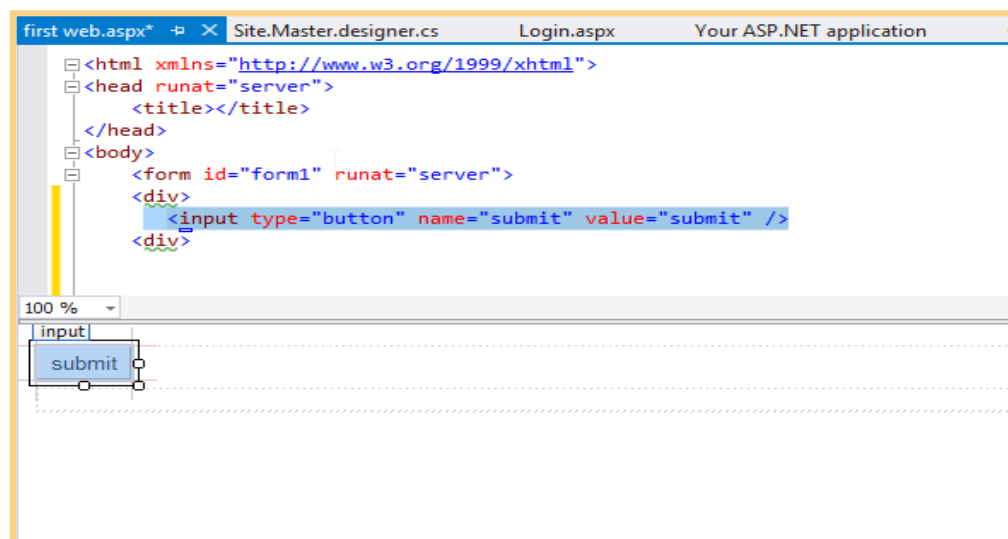 first web.aspx* Site.Master.designer.cs Login.aspx Your ASP.NET application
<html xmlns="http://www.w3.org/1999/xhtml">
<head runat="server">
<title></title>
</head>
<body>
<form id="form1" runat="server">
<div>
<input type="button" name="submit" value="submit" />
<div>
100 %
input
submit